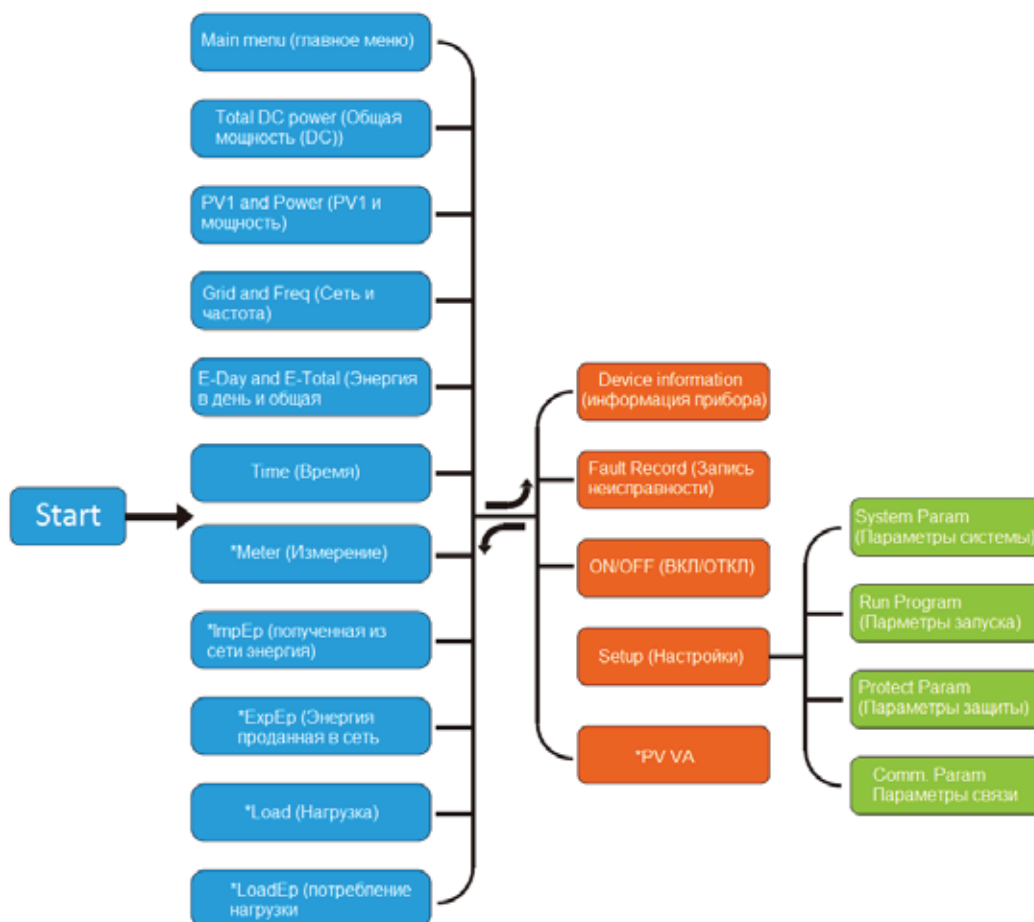 Main menu (главное меню)
Total DC power (Общая
мощность (DC))
PV1 and Power (PV1 и
мощность)
Grid and Freq (Сеть и
частота)
E-Day and E-Total (Энергия
в день и общая
Time (Время)
Start
*Meter (Измерение)
*ImpEp (полученная из
сети энергия)
*ExpEp (Энергия
проданная в сеть
*Load (Нагрузка)
*LoadEp (потребление
нагрузки
Device information
(информация прибора)
Fault Record (Запись
неисправности)
ON/OFF (ВКЛ/ОТКЛ)
Setup (Настройки)
*PV VA
System Param
(Параметры системы)
Run Program
(Парметры запуска)
Protect Param
(Параметры защиты)
Comm. Param
Параметры связи